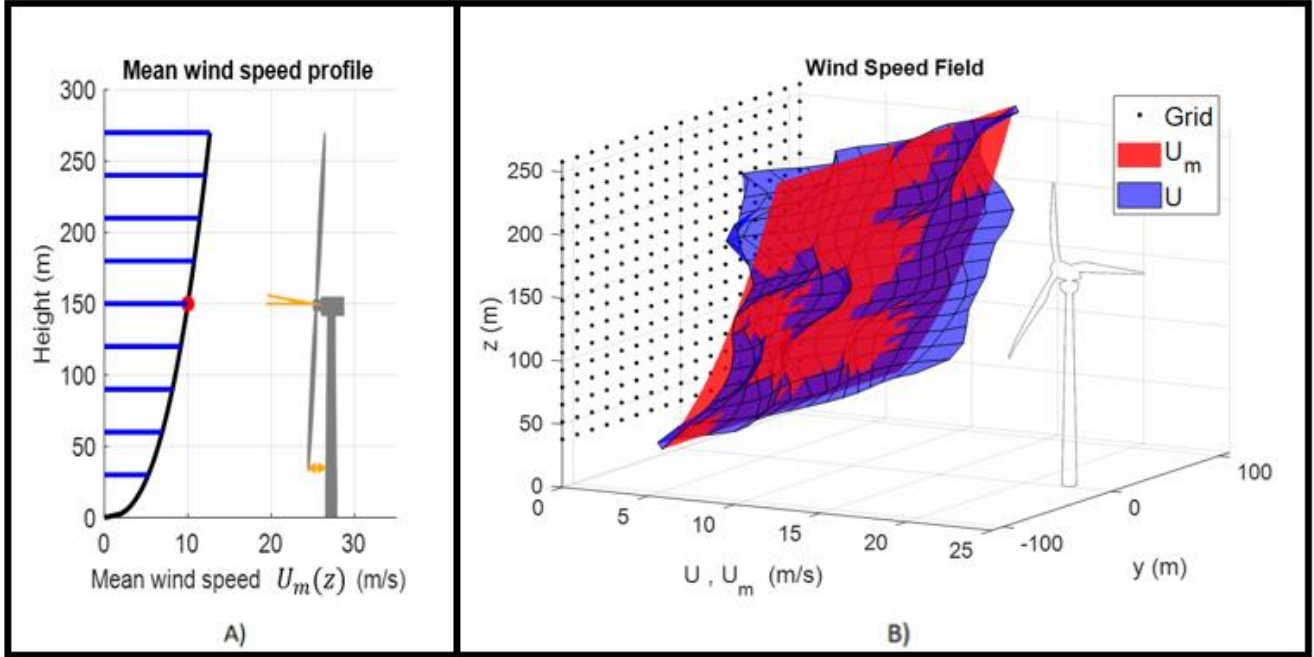 Mean wind speed profile
300
250
200
150
100
50
0
Height (m)
0 10 20 30
Mean wind speed U_m(z) (m/s)
A)
Wind Speed Field
Grid
U_m
U
250
200
150
100
50
0
z (m)
0 5 10 15 20 25
U , U_m (m/s)
-100 0 100
y (m)
B)